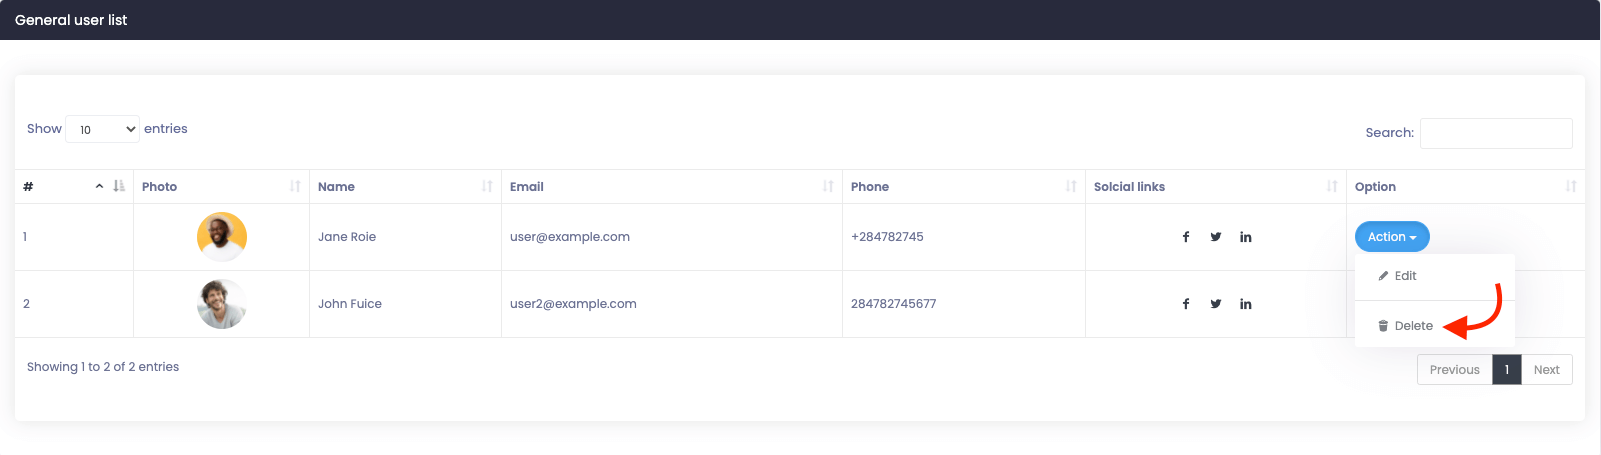 General user list
Show 10 entries
Search:
# Photo Name Email Phone Solcial links Option
1 Jane Roie user@example.com +284782745 Action
Edit
2 John Fuice user2@example.com 284782745677
Delete
Showing 1 to 2 of 2 entries
Previous 1 Next